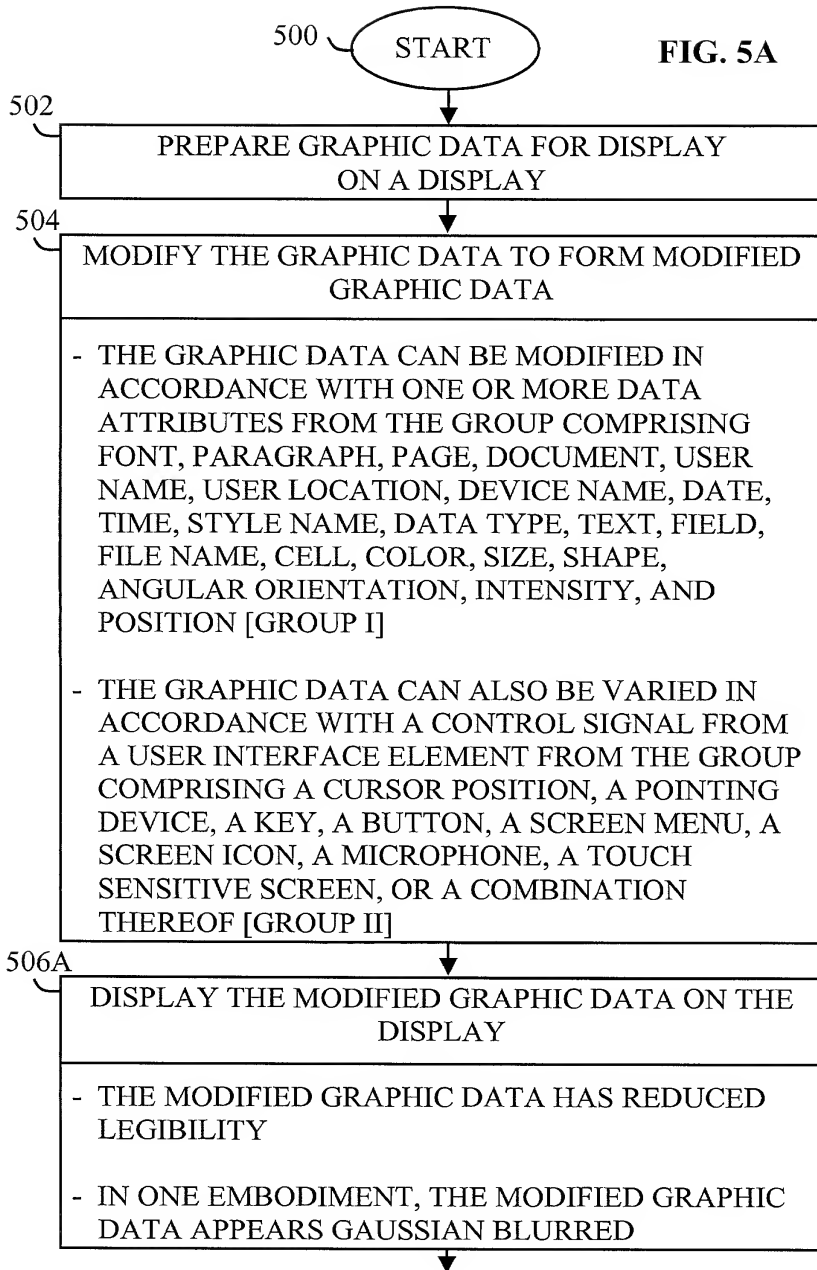 500
START
FIG. 5A
502
PREPARE GRAPHIC DATA FOR DISPLAY
ON A DISPLAY
504
MODIFY THE GRAPHIC DATA TO FORM MODIFIED
GRAPHIC DATA
- THE GRAPHIC DATA CAN BE MODIFIED IN
ACCORDANCE WITH ONE OR MORE DATA
ATTRIBUTES FROM THE GROUP COMPRISING
FONT, PARAGRAPH, PAGE, DOCUMENT, USER
NAME, USER LOCATION, DEVICE NAME, DATE,
TIME, STYLE NAME, DATA TYPE, TEXT, FIELD,
FILE NAME, CELL, COLOR, SIZE, SHAPE,
ANGULAR ORIENTATION, INTENSITY, AND
POSITION [GROUP I]
- THE GRAPHIC DATA CAN ALSO BE VARIED IN
ACCORDANCE WITH A CONTROL SIGNAL FROM
A USER INTERFACE ELEMENT FROM THE GROUP
COMPRISING A CURSOR POSITION, A POINTING
DEVICE, A KEY, A BUTTON, A SCREEN MENU, A
SCREEN ICON, A MICROPHONE, A TOUCH
SENSITIVE SCREEN, OR A COMBINATION
THEREOF [GROUP II]
506A
DISPLAY THE MODIFIED GRAPHIC DATA ON THE
DISPLAY
- THE MODIFIED GRAPHIC DATA HAS REDUCED
LEGIBILITY
- IN ONE EMBODIMENT, THE MODIFIED GRAPHIC
DATA APPEARS GAUSSIAN BLURRED